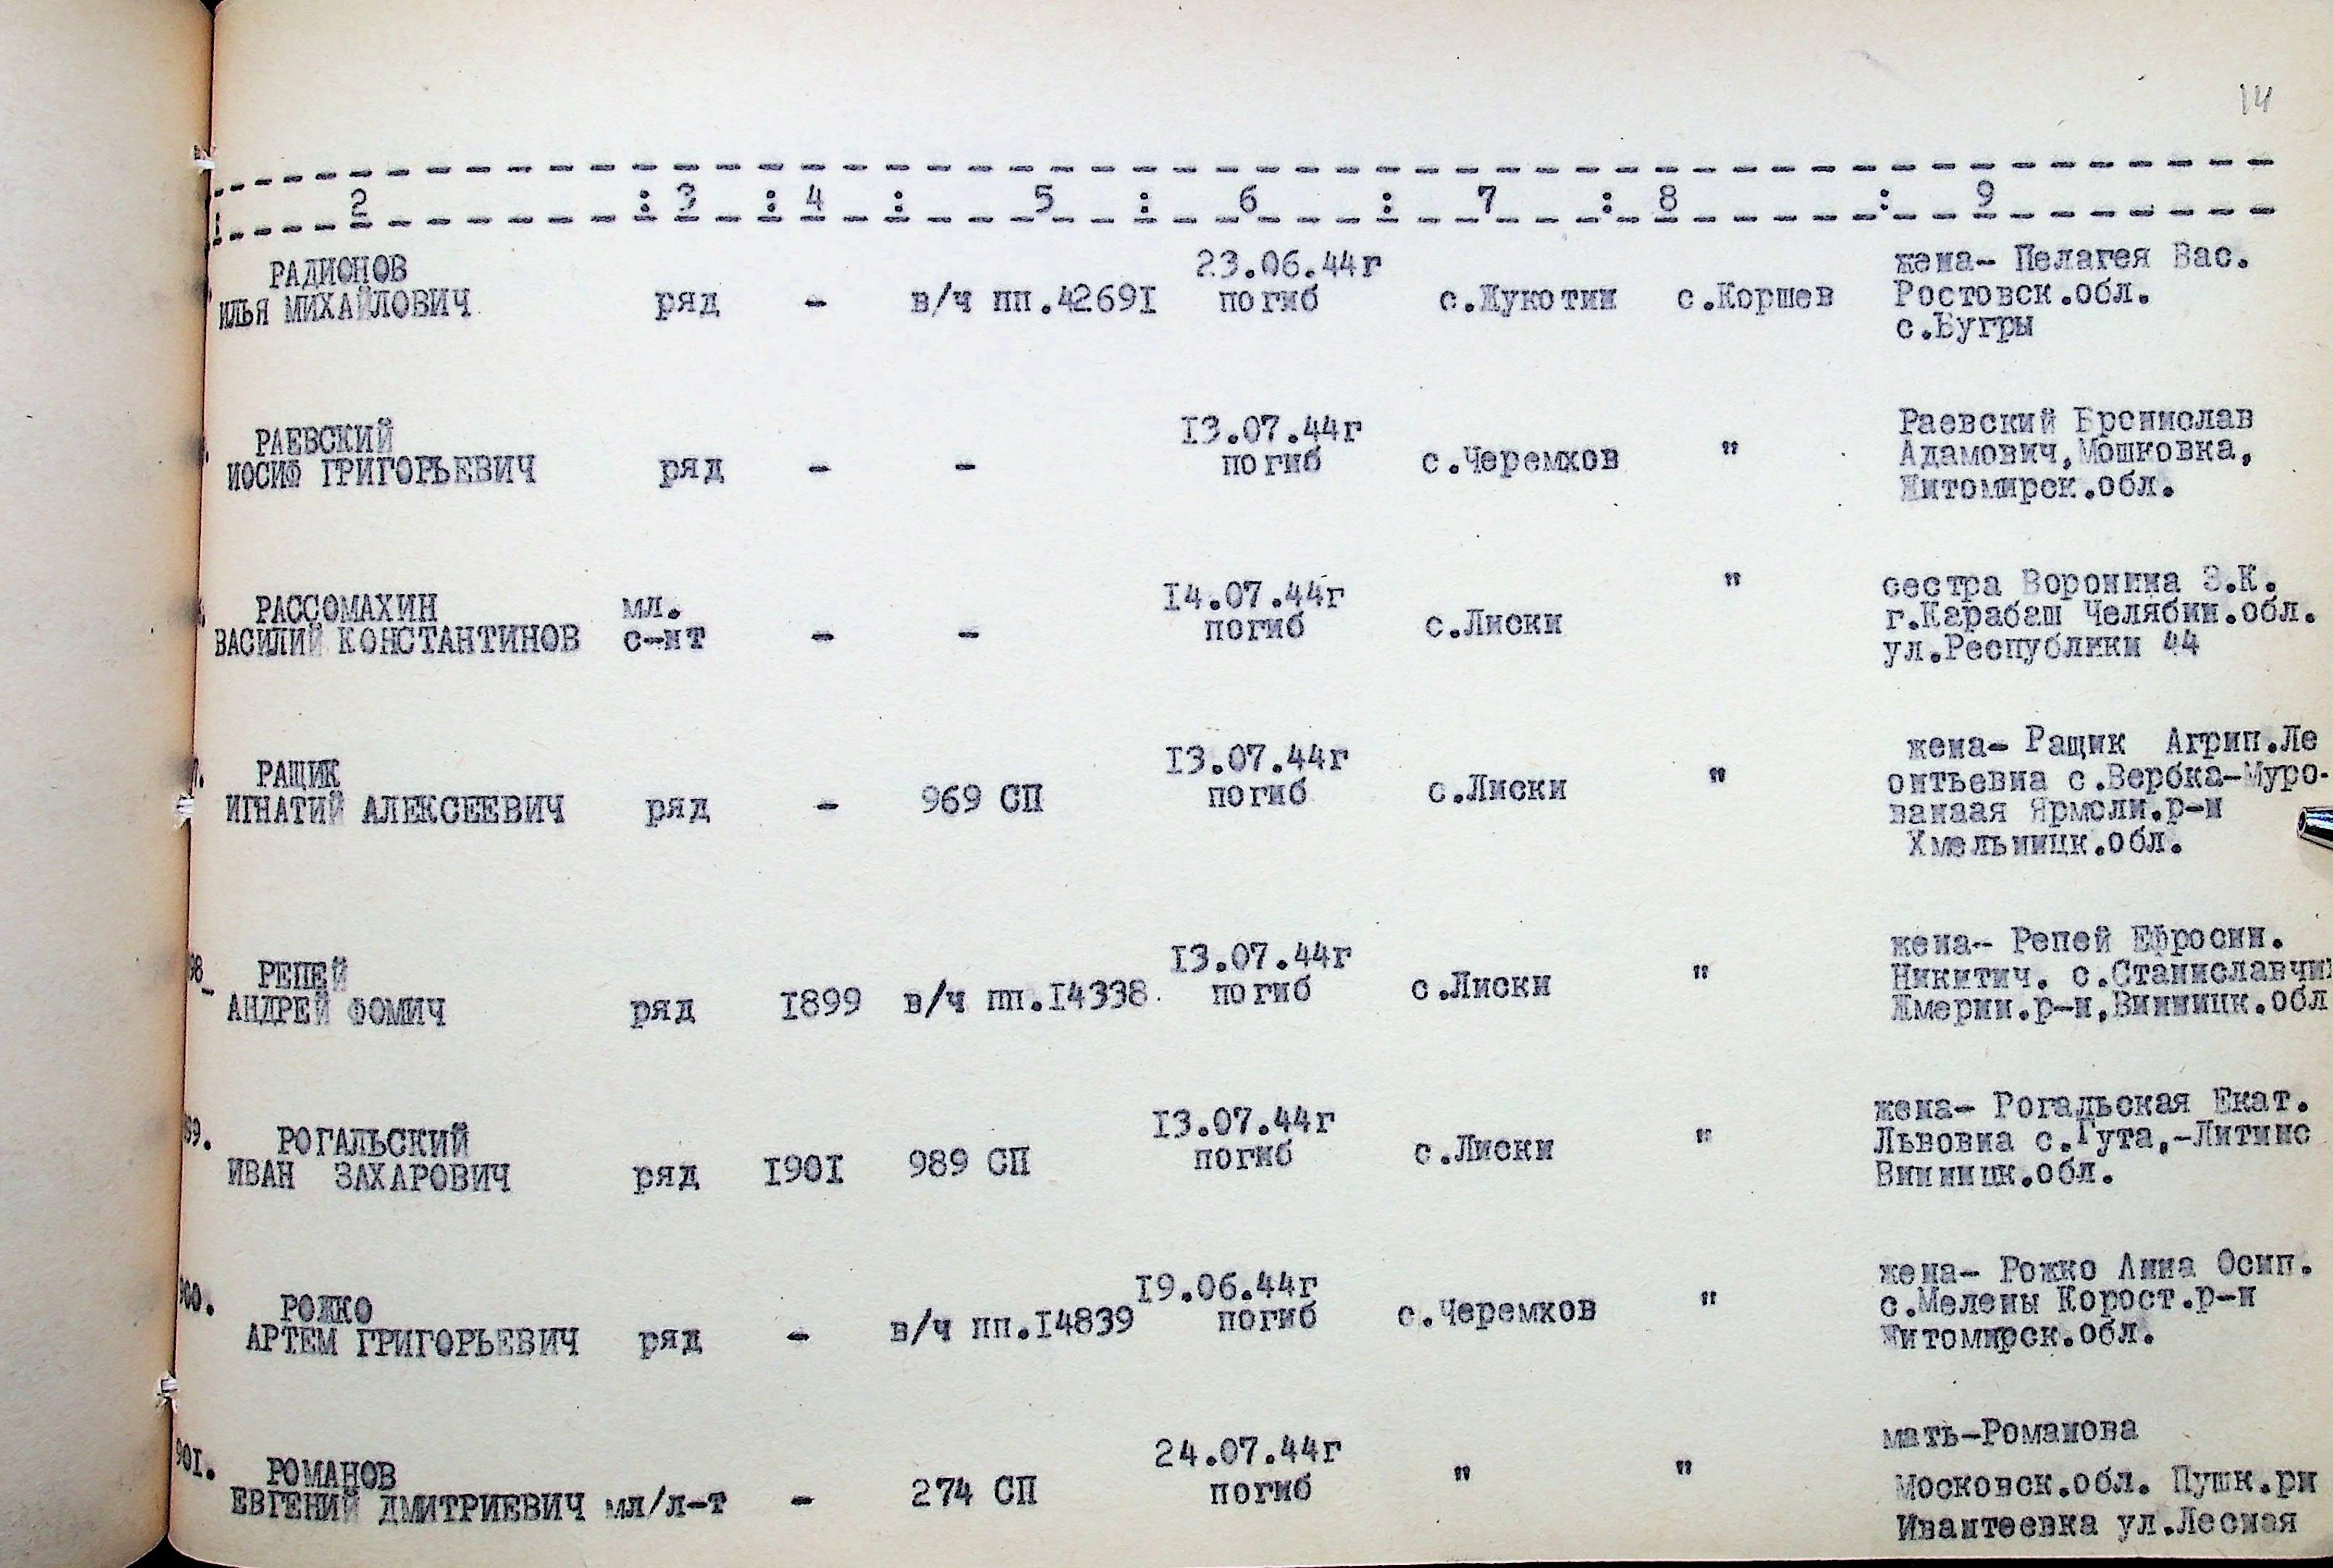 14
2 : 3 : 4 : 5 : 6 : 7 : 8 : 9
РАДИОНОВ
ИЛЬЯ МИХАЙЛОВИЧ ряд - в/ч пп.42691 23.06.44г погиб с.Лукотин с.Коршев
жена- Пелагея Вас.
Ростовск.обл.
с.Бугры
РАЕВСКИЙ
ИОСИФ ГРИГОРЬЕВИЧ ряд - - 13.07.44г погиб с.Черемхов "
Раевский Бронислав
Адамович,Мошковка,
Житомирск.обл.
РАССОМАХИН
ВАСИЛИЙ КОНСТАНТИНОВ мл. с-нт - - 14.07.44г погиб с.Лиски "
сестра Воронина З.К.
г.Карабаш Челябин.обл.
ул.Республики 44
РАЩИК
ИГНАТИЙ АЛЕКСЕЕВИЧ ряд - 969 СП 13.07.44г погиб с.Лиски "
жена- Ращик Агрип.Ле
онтьевна с.Вербка-Муро-
ванаая Ярмоли.р-н
Хмельницк.обл.
98
РЕПЕЙ
АНДРЕЙ ФОМИЧ ряд 1899 в/ч пп.14338 13.07.44г погиб с.Лиски "
жена- Репей Ефросин.
Никитич. с.Станиславчи
Жмерин.р-н,Винницк.обл
99.
РОГАЛЬСКИЙ
ИВАН ЗАХАРОВИЧ ряд 1901 989 СП 13.07.44г погиб с.Лиски "
жена- Рогальская Екат.
Львовна с.Гута,-Литинс
Винницк.обл.
900.
РОЖКО
АРТЕМ ГРИГОРЬЕВИЧ ряд - в/ч пп.14839 19.06.44г погиб с.Черемхов "
жена- Рожко Анна Осип.
с.Мелены Корост.р-н
Житомирск.обл.
901.
РОМАНОВ
ЕВГЕНИЙ ДМИТРИЕВИЧ мл/л-т - 274 СП 24.07.44г погиб " "
мать-Романова
Московск.обл. Пушк.рн
Ивантеевка ул.Лесная